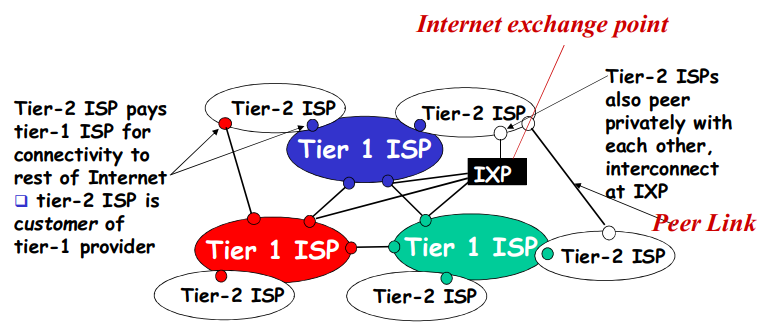 Internet exchange point
Tier-2 ISP pays
tier-1 ISP for
connectivity to
rest of Internet
❑ tier-2 ISP is
customer of
tier-1 provider
Tier-2 ISP
Tier-2 ISP
Tier-2 ISPs
also peer
privately with
each other,
interconnect
at IXP
Tier 1 ISP
IXP
Peer Link
Tier 1 ISP
Tier 1 ISP
Tier-2 ISP
Tier-2 ISP
Tier-2 ISP